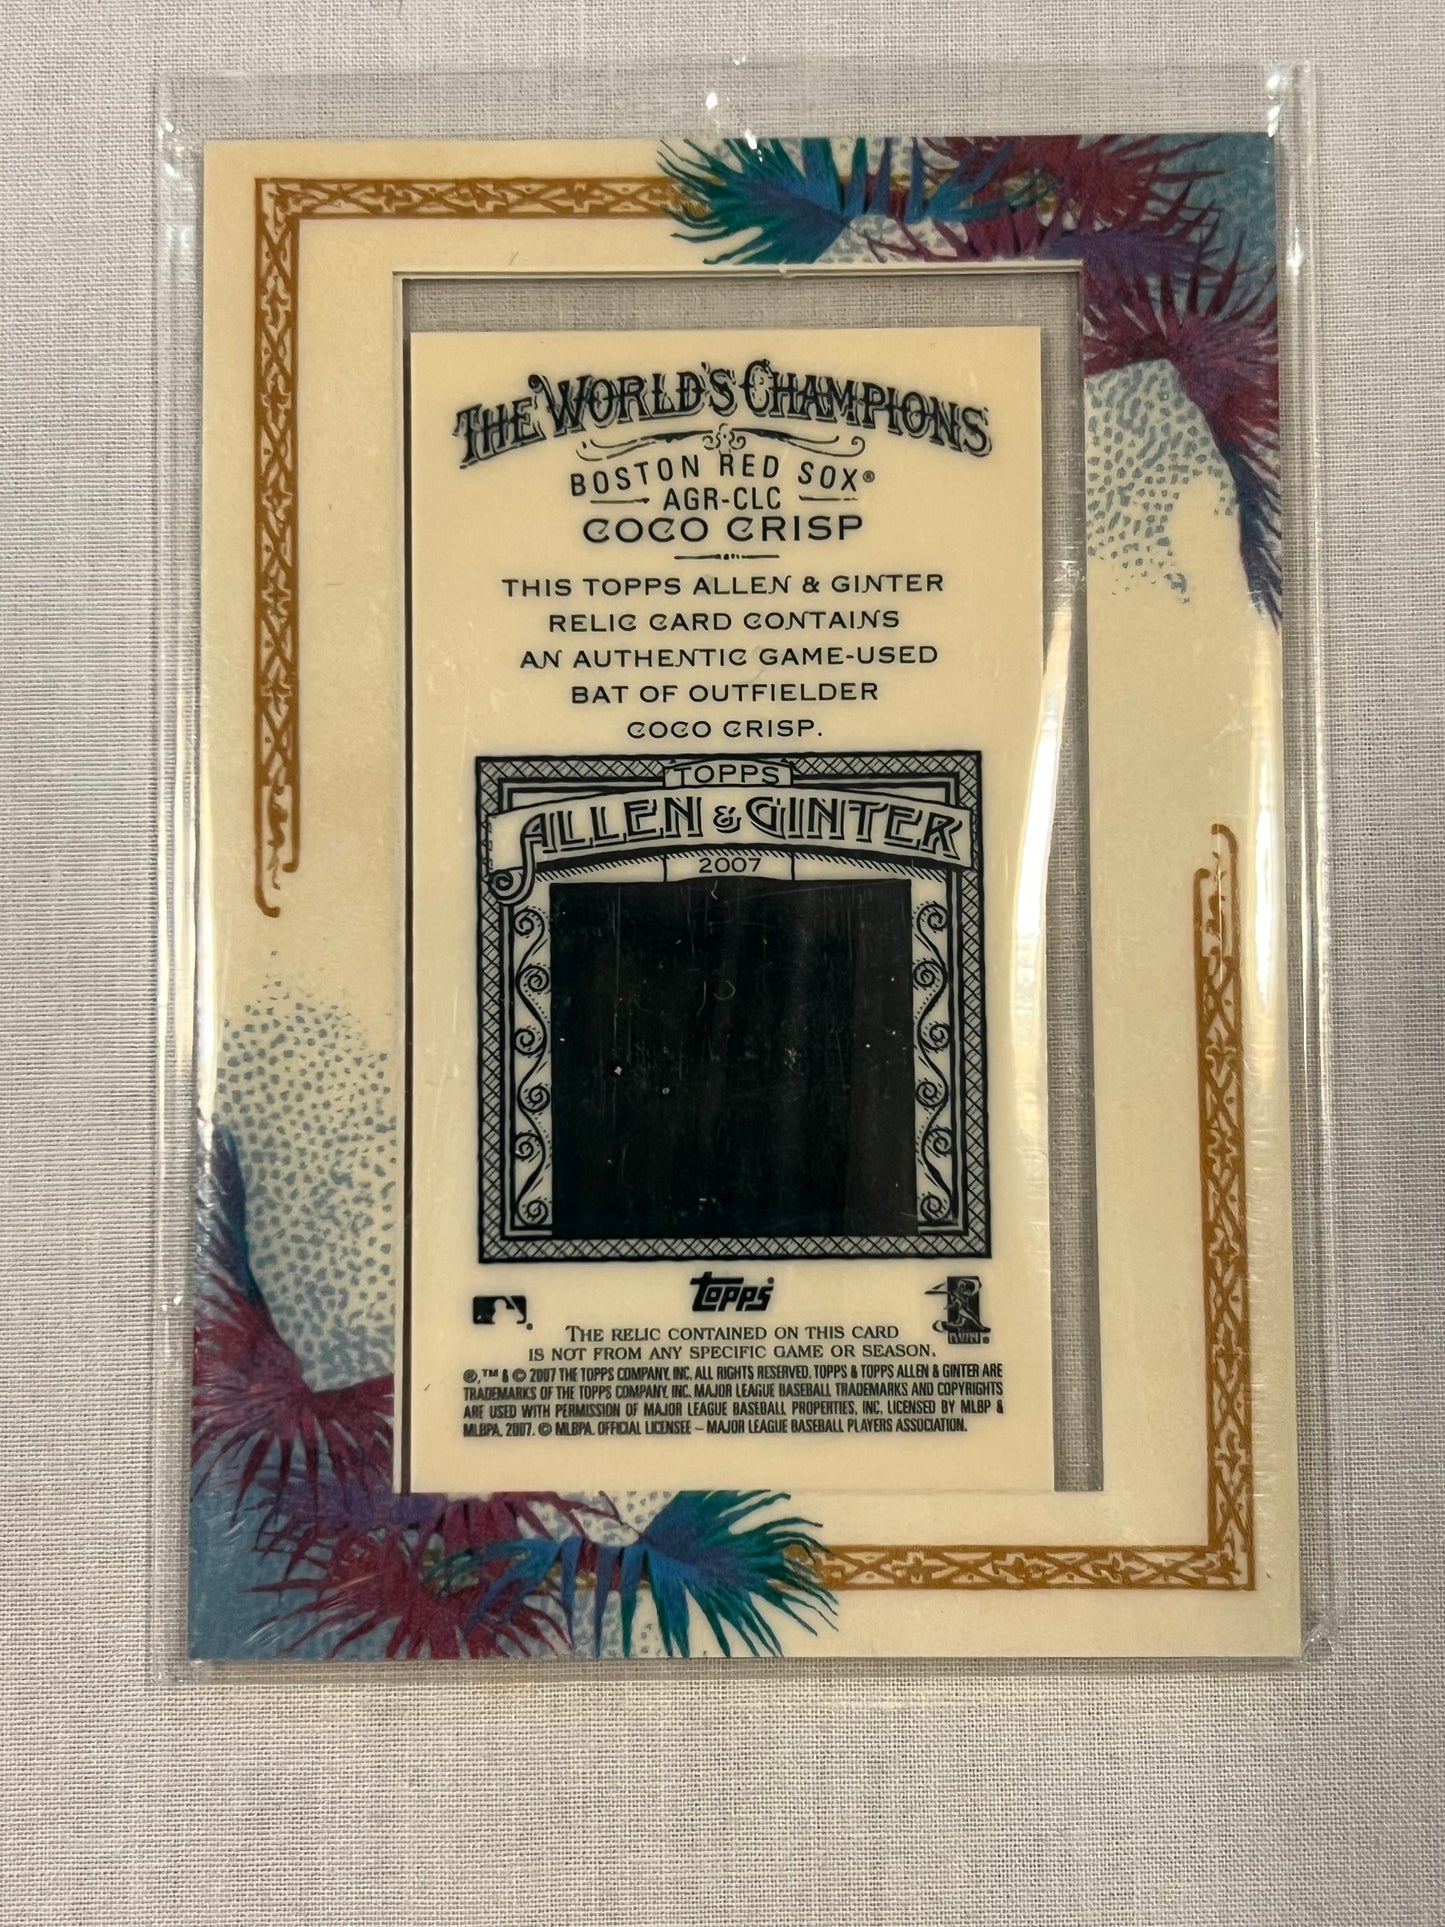 THE WORLD'S CHAMPIONS
BOSTON RED SOX®
AGR-CLC
COCO CRISP
THIS TOPPS ALLEN & GINTER
RELIC CARD CONTAINS
AN AUTHENTIC GAME-USED
BAT OF OUTFIELDER
COCO CRISP.
TOPPS
ALLEN & GINTER
2007
topps
THE RELIC CONTAINED ON THIS CARD
IS NOT FROM ANY SPECIFIC GAME OR SEASON.
®,™ & © 2007 THE TOPPS COMPANY, INC. ALL RIGHTS RESERVED. TOPPS & TOPPS ALLEN & GINTER ARE
TRADEMARKS OF THE TOPPS COMPANY, INC. MAJOR LEAGUE BASEBALL TRADEMARKS AND COPYRIGHTS
ARE USED WITH PERMISSION OF MAJOR LEAGUE BASEBALL PROPERTIES, INC. LICENSED BY MLBP &
MLBPA, 2007. © MLBPA. OFFICIAL LICENSEE – MAJOR LEAGUE BASEBALL PLAYERS ASSOCIATION.